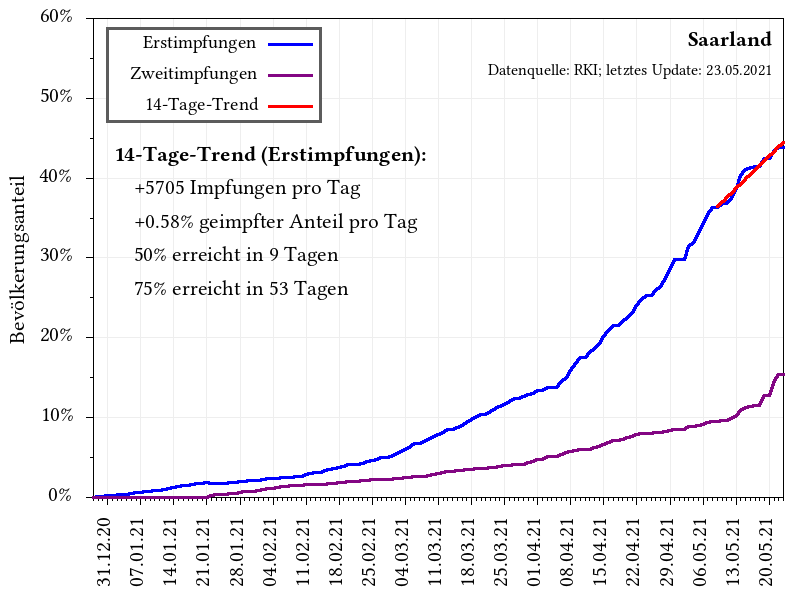 60%
50%
40%
30%
20%
10%
0%
Bevölkerungsanteil
Erstimpfungen
Zweitimpfungen
14-Tage-Trend
Saarland
Datenquelle: RKI; letztes Update: 23.05.2021
14-Tage-Trend (Erstimpfungen):
+5705 Impfungen pro Tag
+0.58% geimpfter Anteil pro Tag
50% erreicht in 9 Tagen
75% erreicht in 53 Tagen
31.12.20
07.01.21
14.01.21
21.01.21
28.01.21
04.02.21
11.02.21
18.02.21
25.02.21
04.03.21
11.03.21
18.03.21
25.03.21
01.04.21
08.04.21
15.04.21
22.04.21
29.04.21
06.05.21
13.05.21
20.05.21